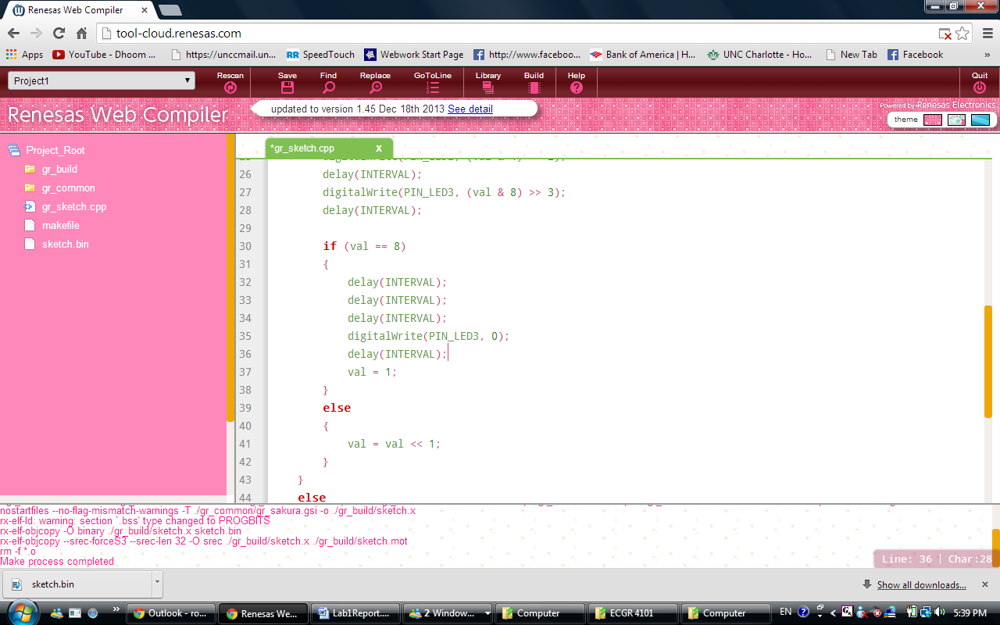 Renesas Web Compiler
tool-cloud.renesas.com
Apps YouTube - Dhoom ... https://unccmail.un... SpeedTouch Webwork Start Page http://www.faceboo... Bank of America | H... UNC Charlotte - Ho... New Tab Facebook »
Project1 Rescan Save Find Replace GoToLine Library Build Help Quit
Renesas Web Compiler updated to version 1.45 Dec 18th 2013 See detail Powered by Renesas Electronics
theme
Project_Root
gr_build
gr_common
gr_sketch.cpp
makefile
sketch.bin
*gr_sketch.cpp x
26 delay(INTERVAL);
27 digitalWrite(PIN_LED3, (val & 8) >> 3);
28 delay(INTERVAL);
29
30 if (val == 8)
31 {
32 delay(INTERVAL);
33 delay(INTERVAL);
34 delay(INTERVAL);
35 digitalWrite(PIN_LED3, 0);
36 delay(INTERVAL);
37 val = 1;
38 }
39 else
40 {
41 val = val << 1;
42 }
43 }
44 else
nostartfiles --no-flag-mismatch-warnings -T ./gr_common/gr_sakura.gsi -o ./gr_build/sketch.x
rx-elf-ld: warning: section `.bss' type changed to PROGBITS
rx-elf-objcopy -O binary ./gr_build/sketch.x sketch.bin
rx-elf-objcopy --srec-forceS3 --srec-len 32 -O srec ./gr_build/sketch.x ./gr_build/sketch.mot
rm -f *.o
Make process completed
Line: 36 | Char:28
sketch.bin Show all downloads...
Outlook - ro... Renesas We... Lab1Report.... 2 Window... Computer ECGR 4101 Computer EN 5:39 PM